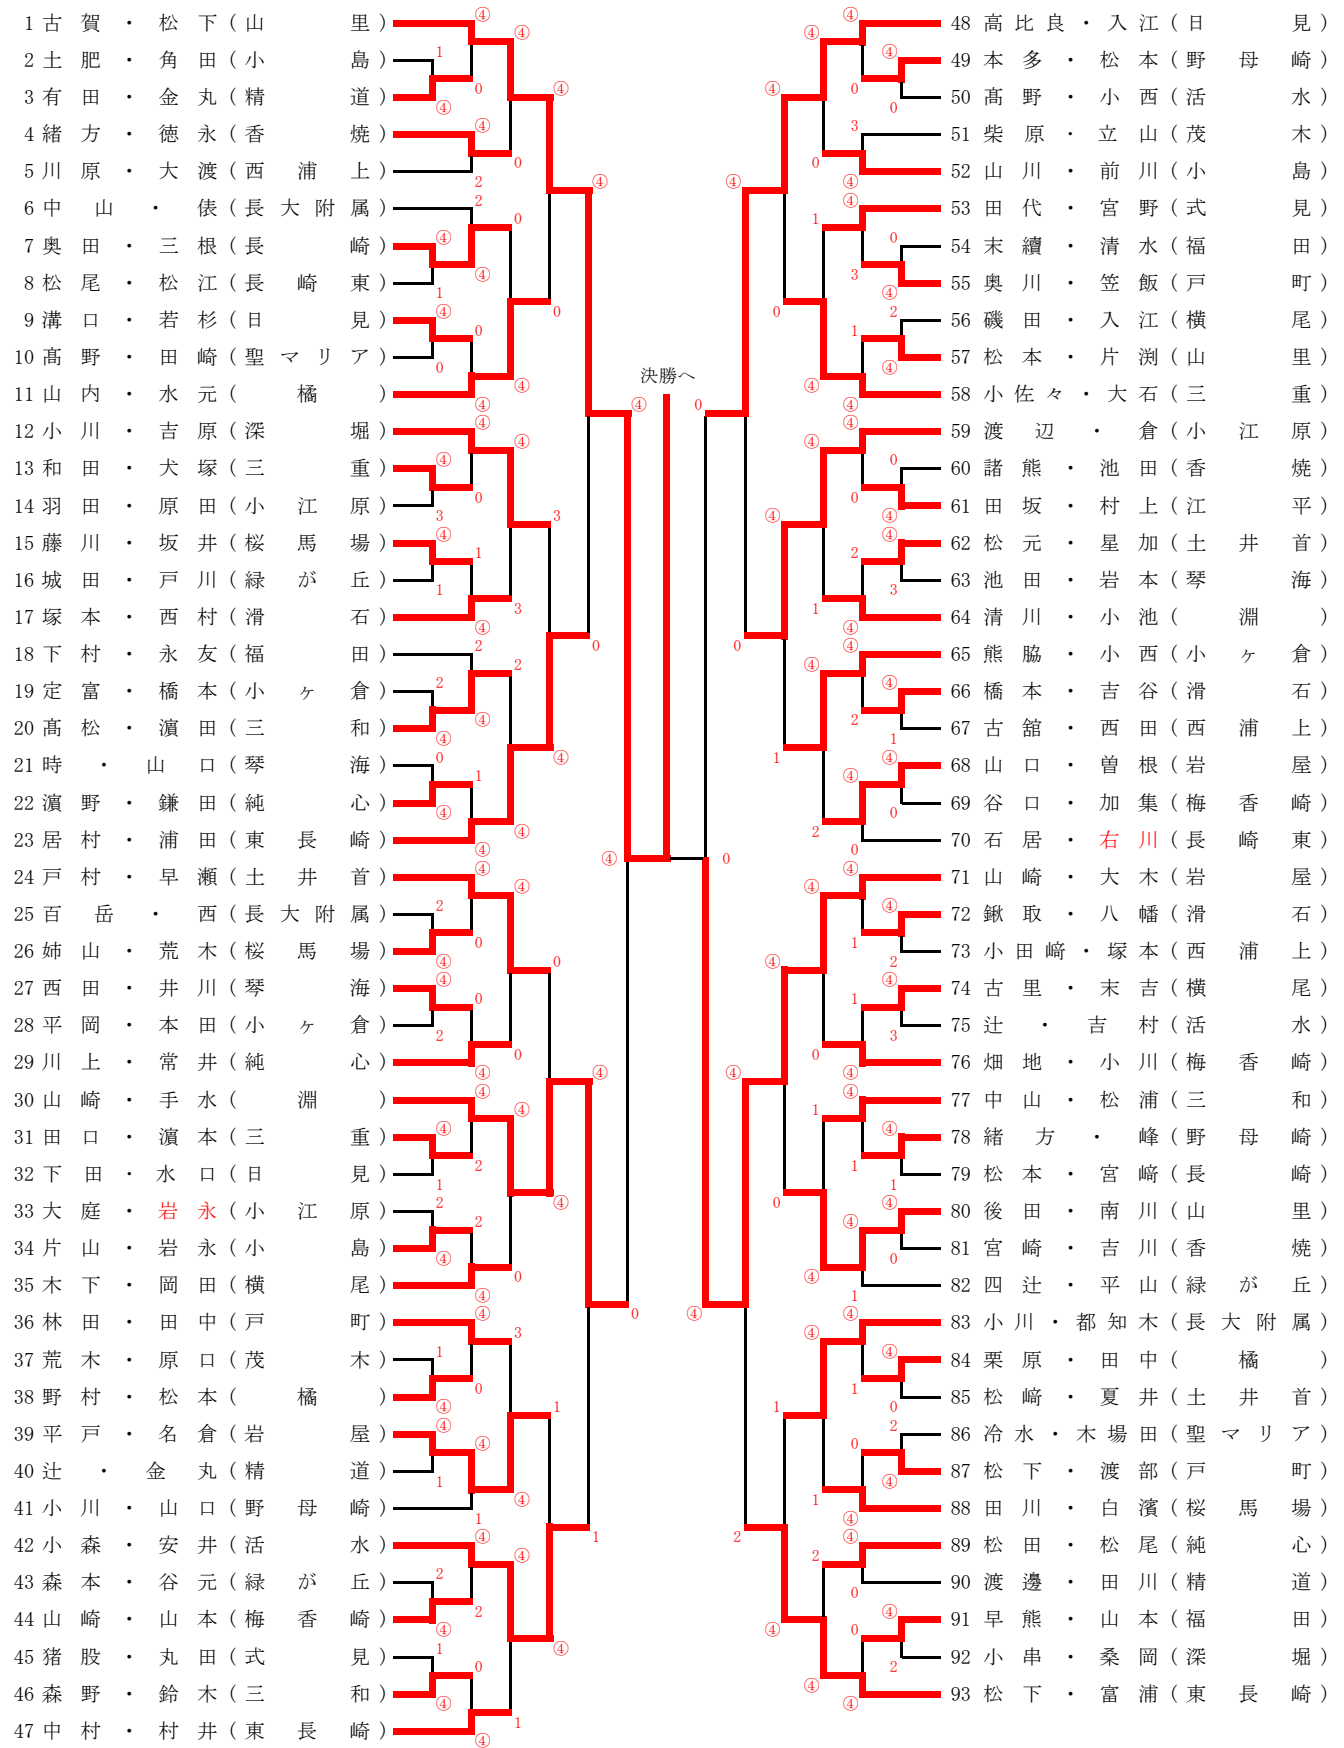 1 古賀・松下(山里)
2 土肥・角田(小島)
3 有田・金丸(精道)
4 緒方・徳永(香焼)
5 川原・大渡(西浦上)
6 中山・俵(長大附属)
7 奥田・三根(長崎)
8 松尾・松江(長崎東)
9 溝口・若杉(日見)
10 髙野・田崎(聖マリア)
11 山内・水元(橘)
12 小川・吉原(深堀)
13 和田・犬塚(三重)
14 羽田・原田(小江原)
15 藤川・坂井(桜馬場)
16 城田・戸川(緑が丘)
17 塚本・西村(滑石)
18 下村・永友(福田)
19 定富・橋本(小ヶ倉)
20 髙松・濵田(三和)
21 時・山口(琴海)
22 濵野・鎌田(純心)
23 居村・浦田(東長崎)
24 戸村・早瀬(土井首)
25 百岳・西(長大附属)
26 姉山・荒木(桜馬場)
27 西田・井川(琴海)
28 平岡・本田(小ヶ倉)
29 川上・常井(純心)
30 山崎・手水(淵)
31 田口・濵本(三重)
32 下田・水口(日見)
33 大庭・岩永(小江原)
34 片山・岩永(小島)
35 木下・岡田(横尾)
36 林田・田中(戸町)
37 荒木・原口(茂木)
38 野村・松本(橘)
39 平戸・名倉(岩屋)
40 辻・金丸(精道)
41 小川・山口(野母崎)
42 小森・安井(活水)
43 森本・谷元(緑が丘)
44 山崎・山本(梅香崎)
45 猪股・丸田(式見)
46 森野・鈴木(三和)
47 中村・村井(東長崎)
決勝へ
48 高比良・入江(日見)
49 本多・松本(野母崎)
50 髙野・小西(活水)
51 柴原・立山(茂木)
52 山川・前川(小島)
53 田代・宮野(式見)
54 末續・清水(福田)
55 奥川・笠飯(戸町)
56 磯田・入江(横尾)
57 松本・片渕(山里)
58 小佐々・大石(三重)
59 渡辺・倉(小江原)
60 諸熊・池田(香焼)
61 田坂・村上(江平)
62 松元・星加(土井首)
63 池田・岩本(琴海)
64 清川・小池(淵)
65 熊脇・小西(小ヶ倉)
66 橋本・吉谷(滑石)
67 古舘・西田(西浦上)
68 山口・曽根(岩屋)
69 谷口・加集(梅香崎)
70 石居・右川(長崎東)
71 山崎・大木(岩屋)
72 鍬取・八幡(滑石)
73 小田﨑・塚本(西浦上)
74 古里・末吉(横尾)
75 辻・吉村(活水)
76 畑地・小川(梅香崎)
77 中山・松浦(三和)
78 緒方・峰(野母崎)
79 松本・宮﨑(長崎)
80 後田・南川(山里)
81 宮崎・吉川(香焼)
82 四辻・平山(緑が丘)
83 小川・都知木(長大附属)
84 栗原・田中(橘)
85 松﨑・夏井(土井首)
86 冷水・木場田(聖マリア)
87 松下・渡部(戸町)
88 田川・白濱(桜馬場)
89 松田・松尾(純心)
90 渡邊・田川(精道)
91 早熊・山本(福田)
92 小串・桑岡(深堀)
93 松下・富浦(東長崎)